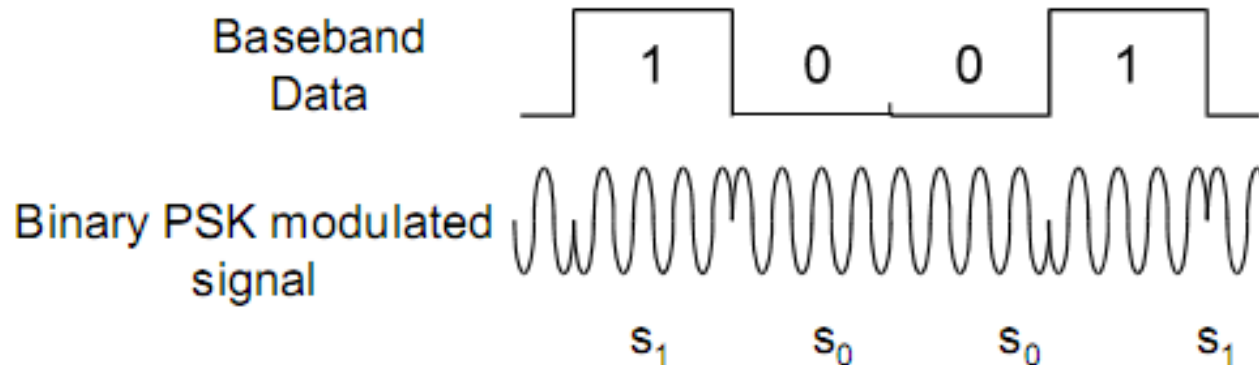 Baseband
Data
1 0 0 1
Binary PSK modulated
signal
s₁ s₀ s₀ s₁